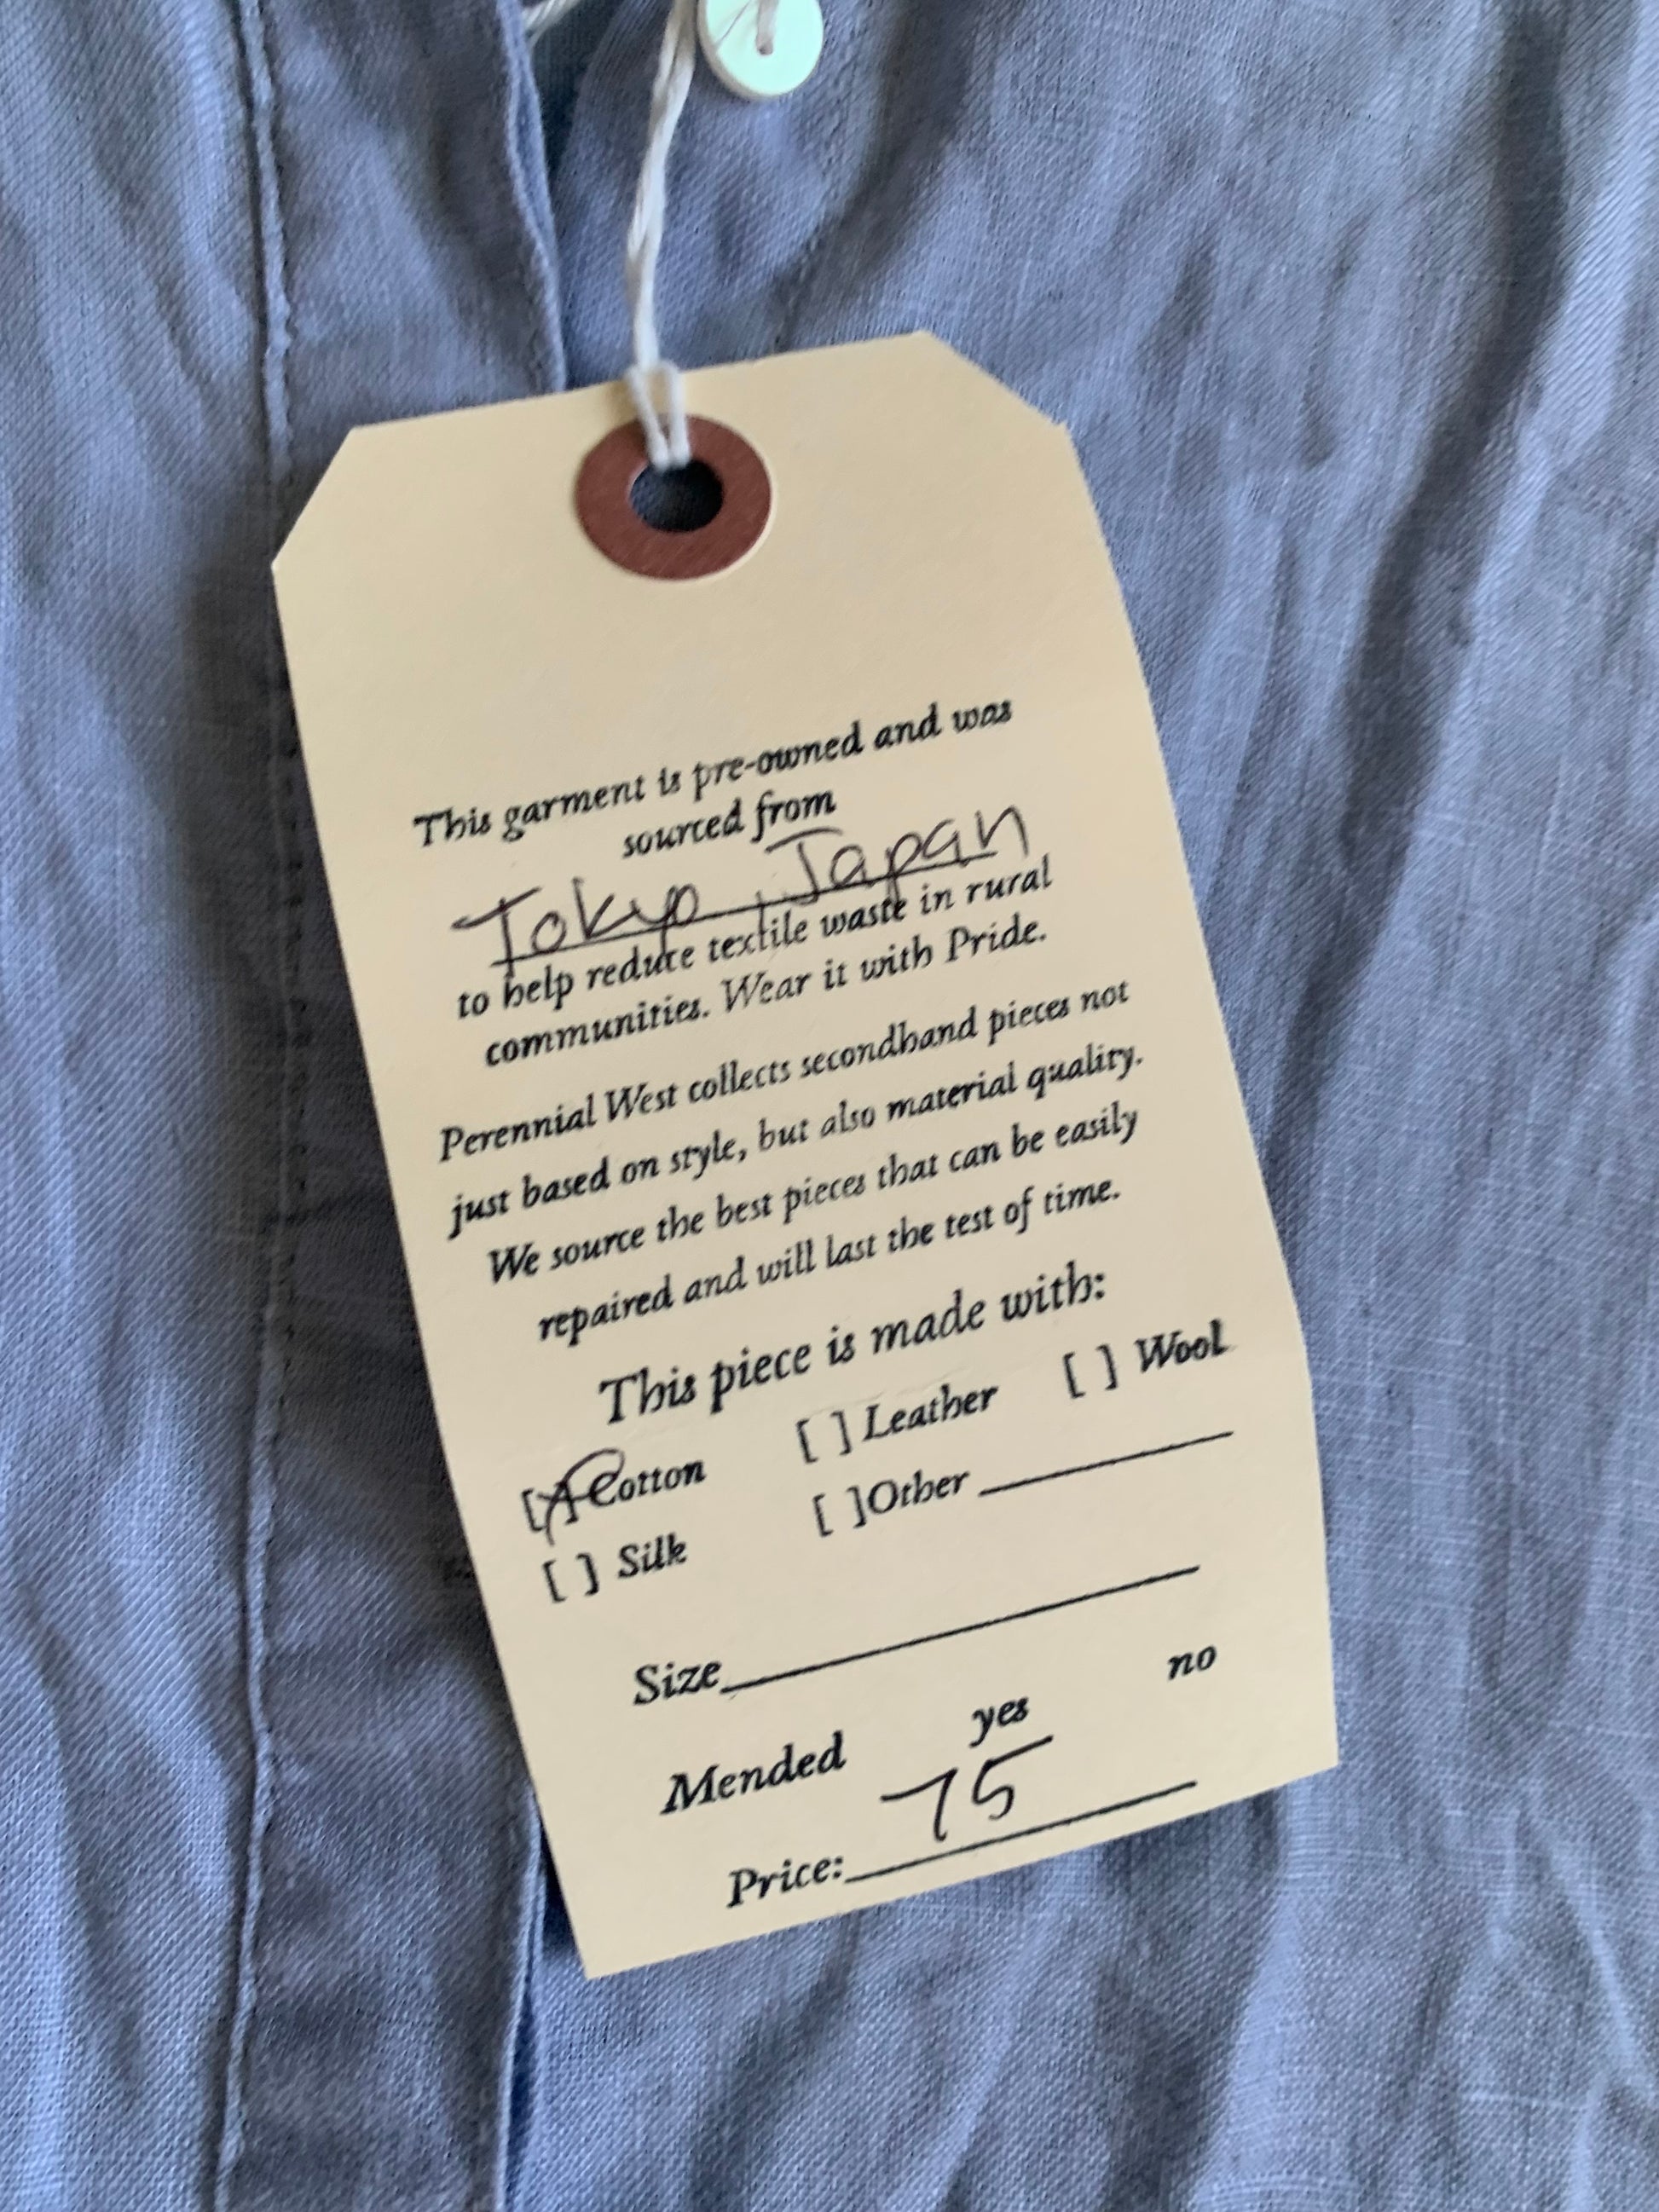 This garment is pre-owned and was
sourced from
Tokyo, Japan
to help reduce textile waste in rural
communities. Wear it with Pride.
Perennial West collects secondhand pieces not
just based on style, but also material quality.
We source the best pieces that can be easily
repaired and will last the test of time.
This piece is made with:
[X] Cotton [ ] Leather [ ] Wool
[ ] Silk [ ] Other
Size
Mended yes no
Price: 75